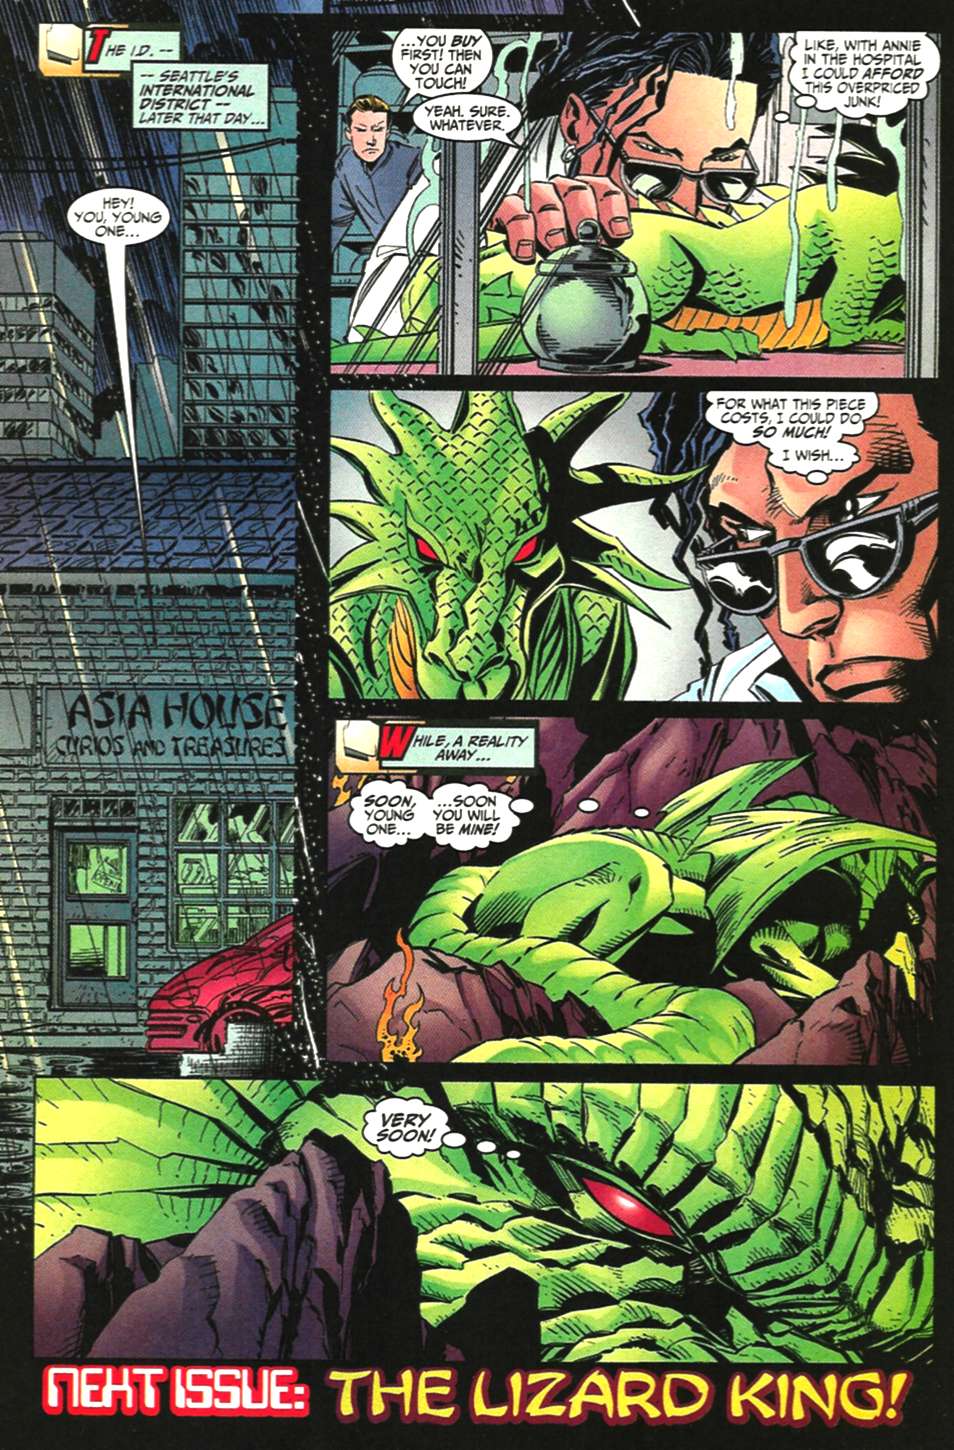 THE I.D. --
-- SEATTLE'S
INTERNATIONAL
DISTRICT --
LATER THAT DAY...
HEY!
YOU, YOUNG
ONE...
ASIA HOUSE
CURIOS AND TREASURES
...YOU BUY
FIRST! THEN
YOU CAN
TOUCH!
YEAH. SURE.
WHATEVER.
LIKE, WITH ANNIE
IN THE HOSPITAL
I COULD AFFORD
THIS OVERPRICED
JUNK!
FOR WHAT THIS PIECE
COSTS, I COULD DO
SO MUCH!
I WISH...
WHILE, A REALITY
AWAY...
SOON,
YOUNG
ONE...
...SOON
YOU WILL
BE MINE!
VERY
SOON!
NEXT ISSUE: THE LIZARD KING!